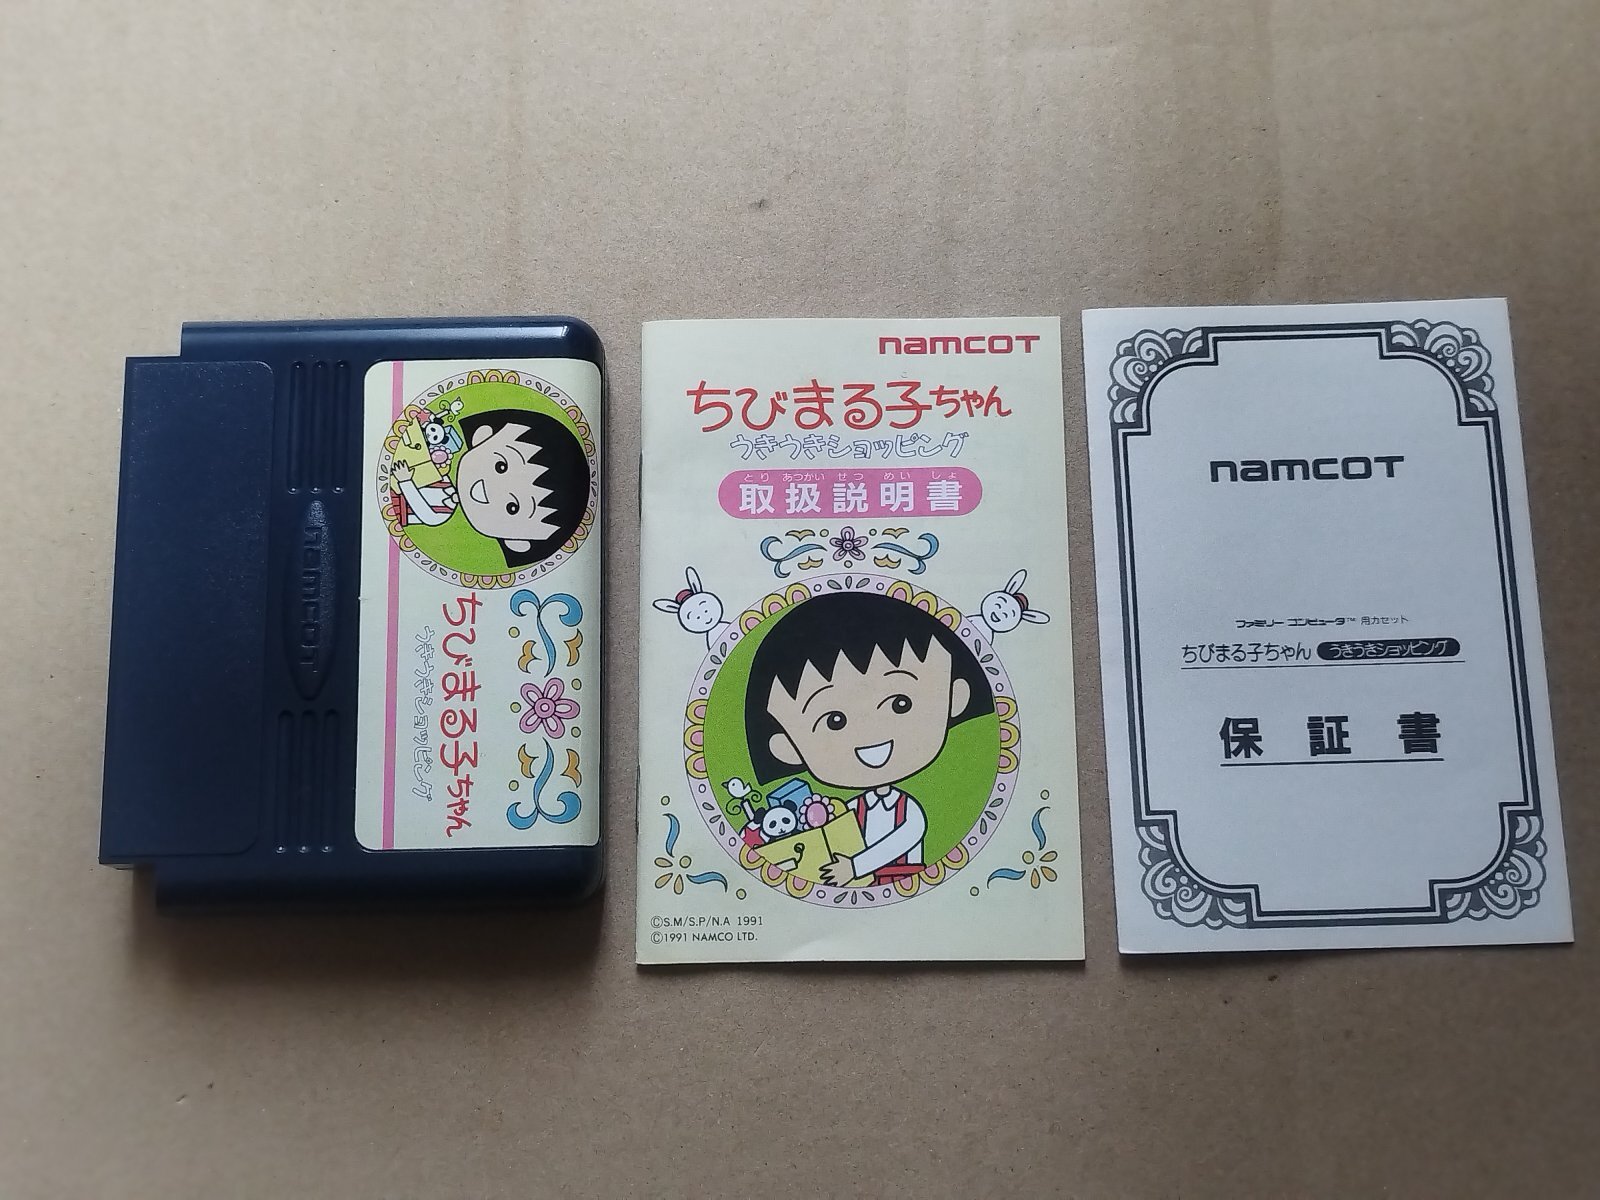 namcot
ちびまる子ちゃん
うきうきショッピング
namcot
ちびまる子ちゃん
うきうきショッピング
とり あつかい せつ めい しょ
取扱説明書
©S.M/S.P/N.A 1991
©1991 NAMCO LTD.
namcot
ファミリー コンピュータ™ 用カセット
ちびまる子ちゃん うきうきショッピング
保証書